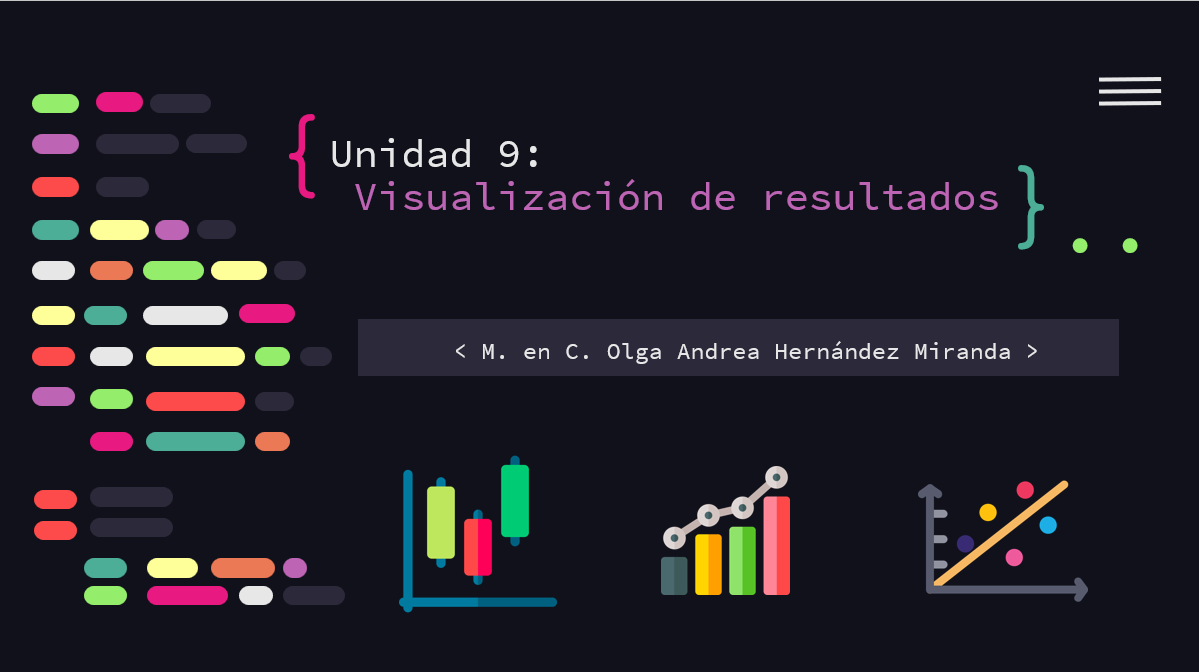 { Unidad 9:
Visualización de resultados } . .
< M. en C. Olga Andrea Hernández Miranda >